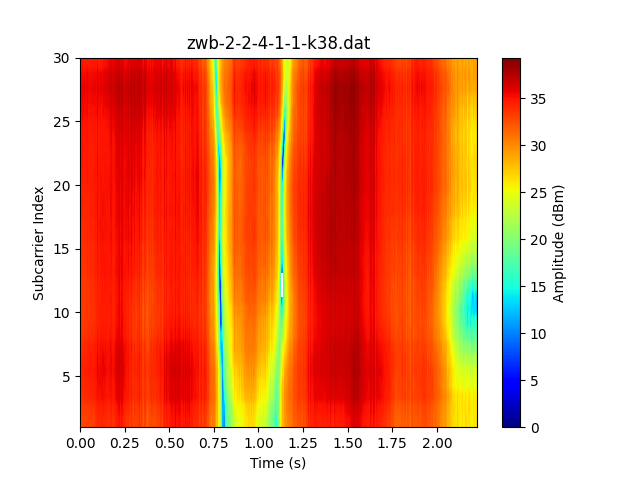 zwb-2-2-4-1-1-k38.dat
30
25
20
15
10
5
Subcarrier Index
0.00 0.25 0.50 0.75 1.00 1.25 1.50 1.75 2.00
Time (s)
35
30
25
20
15
10
5
0
Amplitude (dBm)